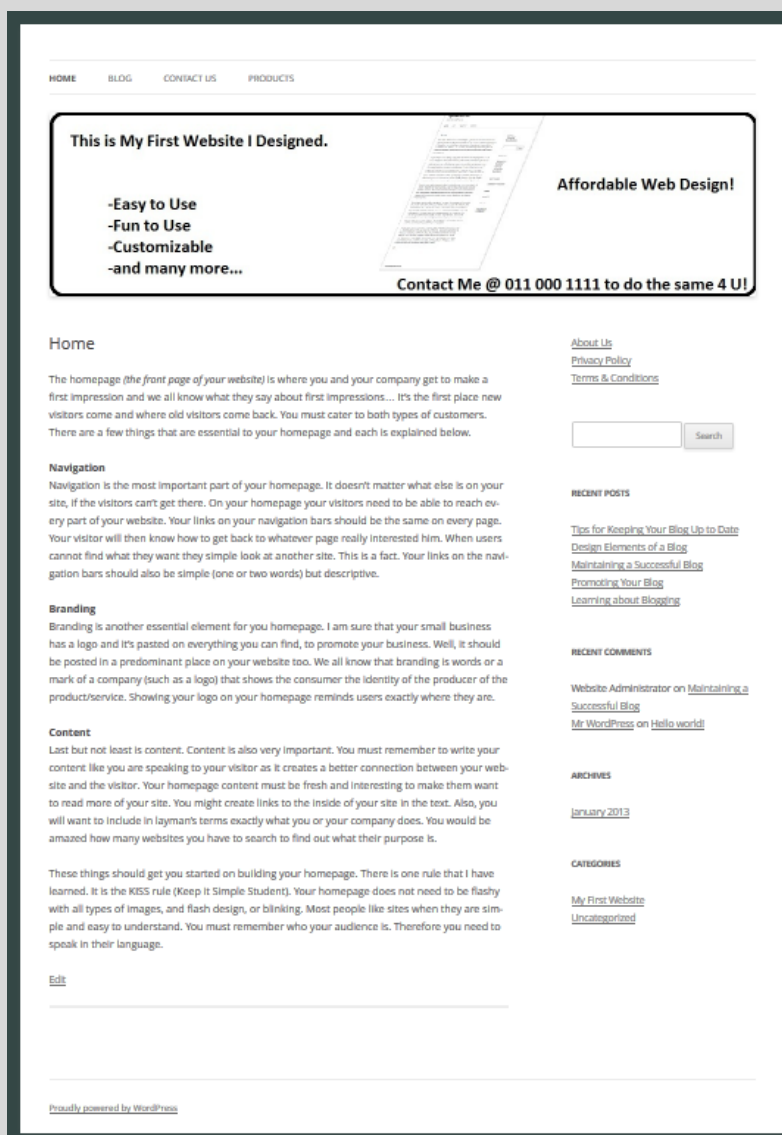 HOME BLOG CONTACT US PRODUCTS
This is My First Website I Designed.
-Easy to Use
-Fun to Use
-Customizable
-and many more...
Affordable Web Design!
Contact Me @ 011 000 1111 to do the same 4 U!
Home
The homepage (the front page of your website) is where you and your company get to make a
first impression and we all know what they say about first impressions... It's the first place new
visitors come and where old visitors come back. You must cater to both types of customers.
There are a few things that are essential to your homepage and each is explained below.
Navigation
Navigation is the most important part of your homepage. It doesn't matter what else is on your
site, if the visitors can't get there. On your homepage your visitors need to be able to reach ev-
ery part of your website. Your links on your navigation bars should be the same on every page.
Your visitor will then know how to get back to whatever page really interested him. When users
cannot find what they want they simple look at another site. This is a fact. Your links on the navi-
gation bars should also be simple (one or two words) but descriptive.
Branding
Branding is another essential element for you homepage. I am sure that your small business
has a logo and it's pasted on everything you can find, to promote your business. Well, it should
be posted in a predominant place on your website too. We all know that branding is words or a
mark of a company (such as a logo) that shows the consumer the identity of the producer of the
product/service. Showing your logo on your homepage reminds users exactly where they are.
Content
Last but not least is content. Content is also very important. You must remember to write your
content like you are speaking to your visitor as it creates a better connection between your web-
site and the visitor. Your homepage content must be fresh and interesting to make them want
to read more of your site. You might create links to the inside of your site in the text. Also, you
will want to include in layman's terms exactly what you or your company does. You would be
amazed how many websites you have to search to find out what their purpose is.
These things should get you started on building your homepage. There is one rule that I have
learned. It is the KISS rule (Keep it Simple Student). Your homepage does not need to be flashy
with all types of images, and flash design, or blinking. Most people like sites when they are sim-
ple and easy to understand. You must remember who your audience is. Therefore you need to
speak in their language.
Edit
About Us
Privacy Policy
Terms & Conditions
Search
RECENT POSTS
Tips for Keeping Your Blog Up to Date
Design Elements of a Blog
Maintaining a Successful Blog
Promoting Your Blog
Learning about Blogging
RECENT COMMENTS
Website Administrator on Maintaining a
Successful Blog
Mr WordPress on Hello world!
ARCHIVES
January 2013
CATEGORIES
My First Website
Uncategorized
Proudly powered by WordPress